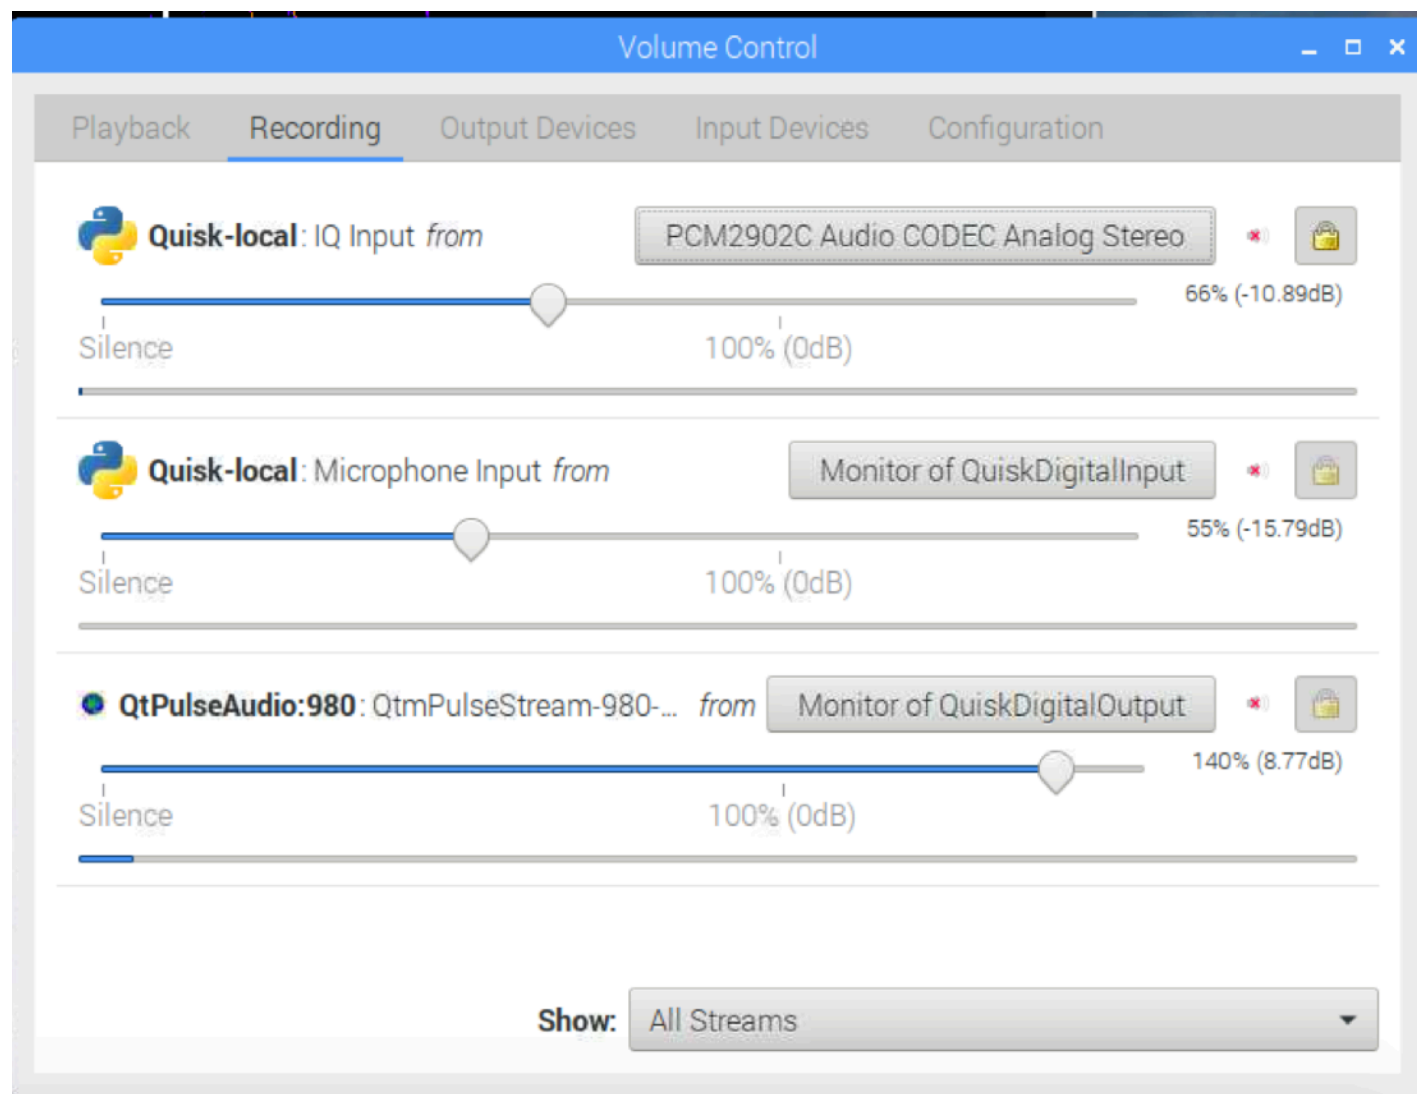 Volume Control
Playback Recording Output Devices Input Devices Configuration
Quisk-local: IQ Input from PCM2902C Audio CODEC Analog Stereo
66% (-10.89dB)
Silence 100% (0dB)
Quisk-local: Microphone Input from Monitor of QuiskDigitalInput
55% (-15.79dB)
Silence 100% (0dB)
QtPulseAudio:980: QtmPulseStream-980-... from Monitor of QuiskDigitalOutput
140% (8.77dB)
Silence 100% (0dB)
Show: All Streams